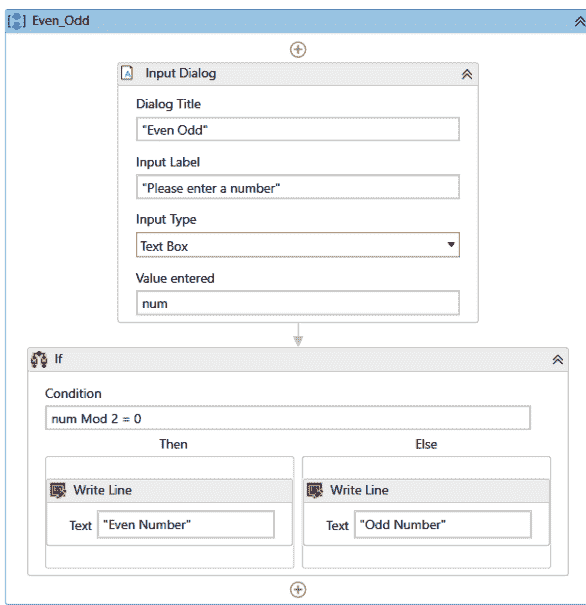 Even_Odd
Input Dialog
Dialog Title
"Even Odd"
Input Label
"Please enter a number"
Input Type
Text Box
Value entered
num
If
Condition
num Mod 2 = 0
Then
Else
Write Line
Write Line
Text "Even Number"
Text "Odd Number"